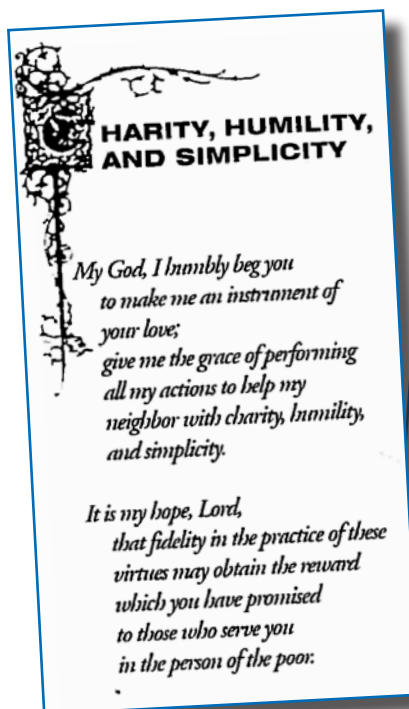 CHARITY, HUMILITY,
AND SIMPLICITY
My God, I humbly beg you
to make me an instrument of
your love;
give me the grace of performing
all my actions to help my
neighbor with charity, humility,
and simplicity.
It is my hope, Lord,
that fidelity in the practice of these
virtues may obtain the reward
which you have promised
to those who serve you
in the person of the poor.